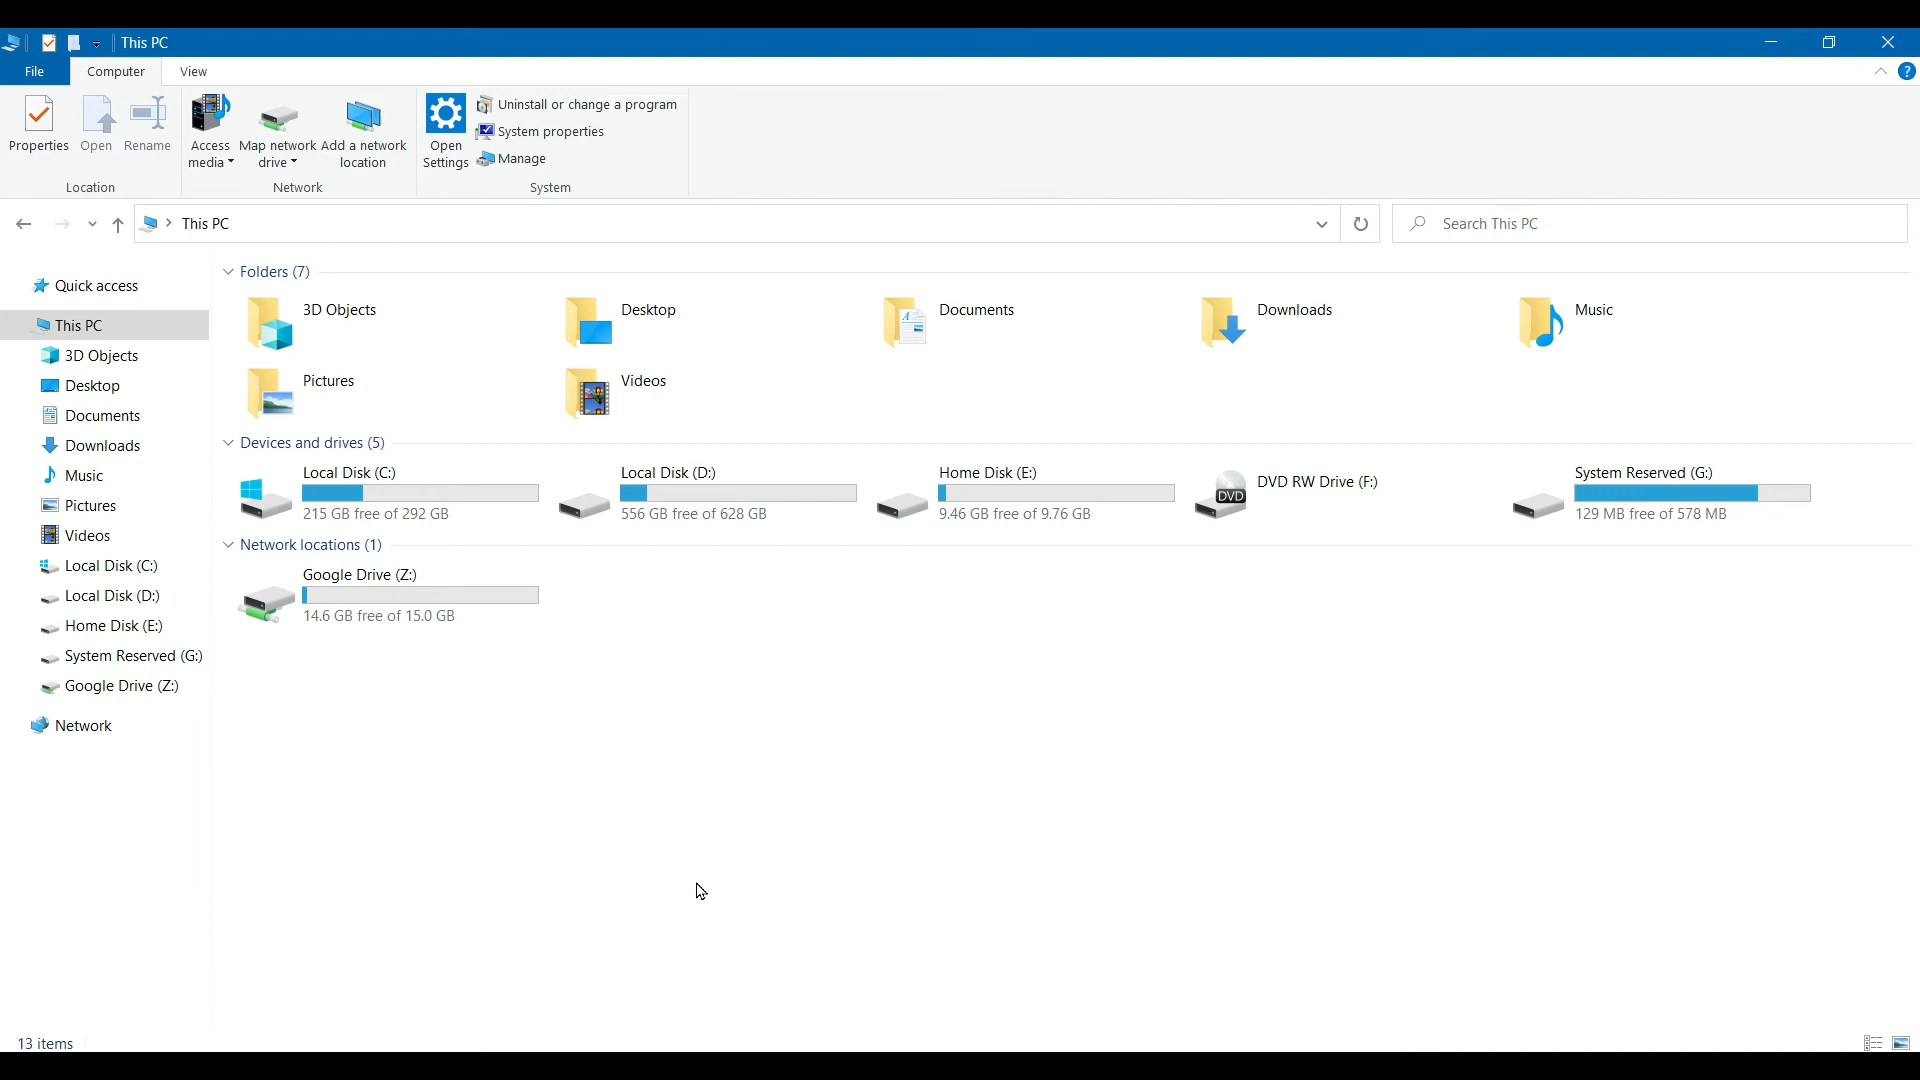 This PC
File Computer View
?
Properties Open Rename Access media Map network drive Add a network location Open Settings Uninstall or change a program
System properties
Manage
Location Network System
This PC Search This PC
Quick access
This PC
3D Objects
Desktop
Documents
Downloads
Music
Pictures
Videos
Local Disk (C:)
Local Disk (D:)
Home Disk (E:)
System Reserved (G:)
Google Drive (Z:)
Network
Folders (7)
3D Objects Desktop Documents Downloads Music
Pictures Videos
Devices and drives (5)
Local Disk (C:)
215 GB free of 292 GB
Local Disk (D:)
556 GB free of 628 GB
Home Disk (E:)
9.46 GB free of 9.76 GB
DVD
DVD RW Drive (F:)
System Reserved (G:)
129 MB free of 578 MB
Network locations (1)
Google Drive (Z:)
14.6 GB free of 15.0 GB
13 items